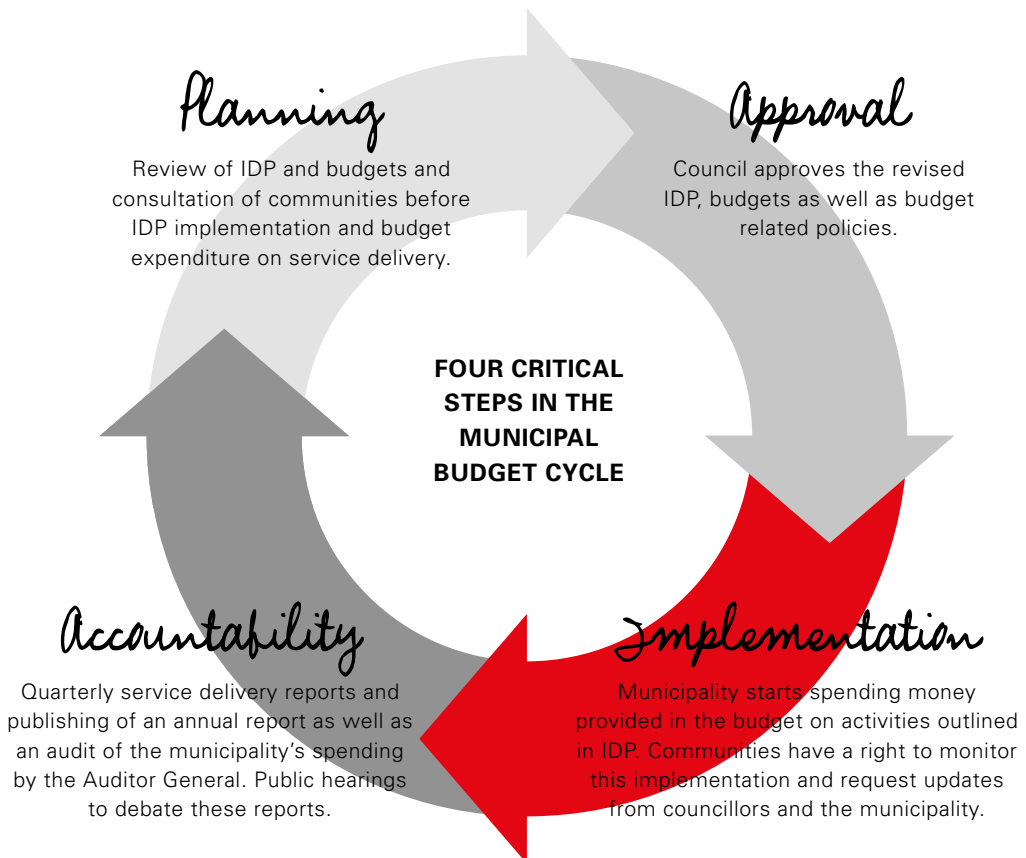 Planning
Review of IDP and budgets and
consultation of communities before
IDP implementation and budget
expenditure on service delivery.
Approval
Council approves the revised
IDP, budgets as well as budget
related policies.
FOUR CRITICAL
STEPS IN THE
MUNICIPAL
BUDGET CYCLE
Accountability
Quarterly service delivery reports and
publishing of an annual report as well as
an audit of the municipality's spending
by the Auditor General. Public hearings
to debate these reports.
Implementation
Municipality starts spending money
provided in the budget on activities outlined
in IDP. Communities have a right to monitor
this implementation and request updates
from councillors and the municipality.